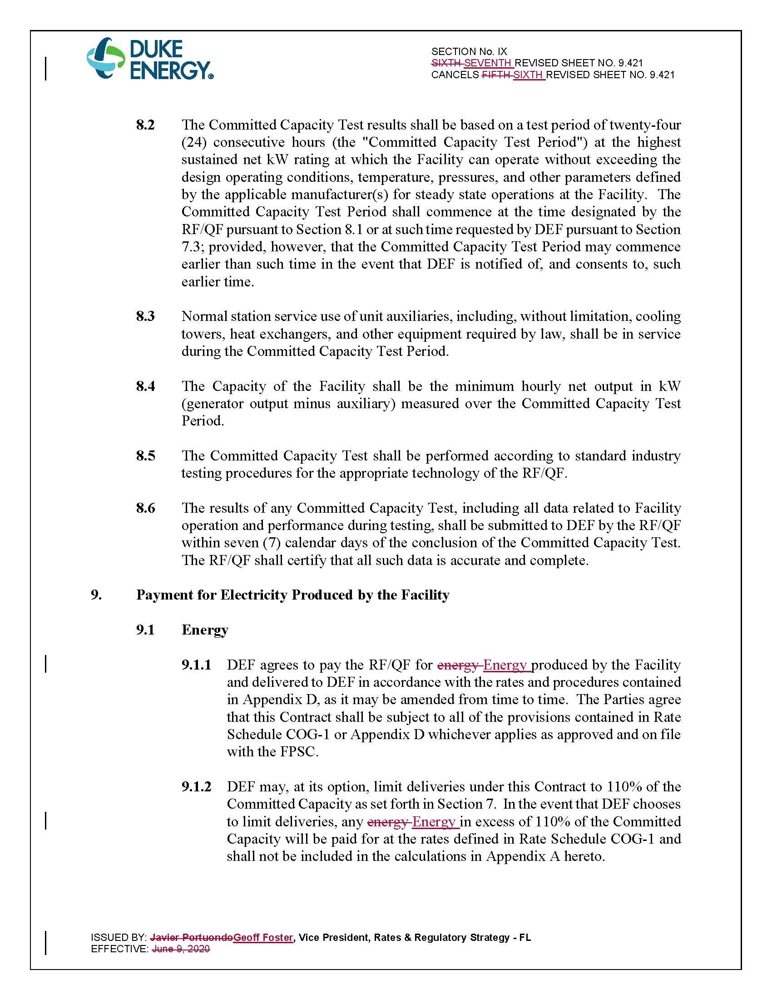 DUKE
ENERGY®
SECTION No. IX
SIXTH SEVENTH REVISED SHEET NO. 9.421
CANCELS FIFTH SIXTH REVISED SHEET NO. 9.421
8.2 The Committed Capacity Test results shall be based on a test period of twenty-four
(24) consecutive hours (the "Committed Capacity Test Period") at the highest
sustained net kW rating at which the Facility can operate without exceeding the
design operating conditions, temperature, pressures, and other parameters defined
by the applicable manufacturer(s) for steady state operations at the Facility. The
Committed Capacity Test Period shall commence at the time designated by the
RF/QF pursuant to Section 8.1 or at such time requested by DEF pursuant to Section
7.3; provided, however, that the Committed Capacity Test Period may commence
earlier than such time in the event that DEF is notified of, and consents to, such
earlier time.
8.3 Normal station service use of unit auxiliaries, including, without limitation, cooling
towers, heat exchangers, and other equipment required by law, shall be in service
during the Committed Capacity Test Period.
8.4 The Capacity of the Facility shall be the minimum hourly net output in kW
(generator output minus auxiliary) measured over the Committed Capacity Test
Period.
8.5 The Committed Capacity Test shall be performed according to standard industry
testing procedures for the appropriate technology of the RF/QF.
8.6 The results of any Committed Capacity Test, including all data related to Facility
operation and performance during testing, shall be submitted to DEF by the RF/QF
within seven (7) calendar days of the conclusion of the Committed Capacity Test.
The RF/QF shall certify that all such data is accurate and complete.
9. Payment for Electricity Produced by the Facility
9.1 Energy
9.1.1 DEF agrees to pay the RF/QF for energy Energy produced by the Facility
and delivered to DEF in accordance with the rates and procedures contained
in Appendix D, as it may be amended from time to time. The Parties agree
that this Contract shall be subject to all of the provisions contained in Rate
Schedule COG-1 or Appendix D whichever applies as approved and on file
with the FPSC.
9.1.2 DEF may, at its option, limit deliveries under this Contract to 110% of the
Committed Capacity as set forth in Section 7. In the event that DEF chooses
to limit deliveries, any energy Energy in excess of 110% of the Committed
Capacity will be paid for at the rates defined in Rate Schedule COG-1 and
shall not be included in the calculations in Appendix A hereto.
ISSUED BY: Javier PortuondoGeoff Foster, Vice President, Rates & Regulatory Strategy - FL
EFFECTIVE: June 9, 2020